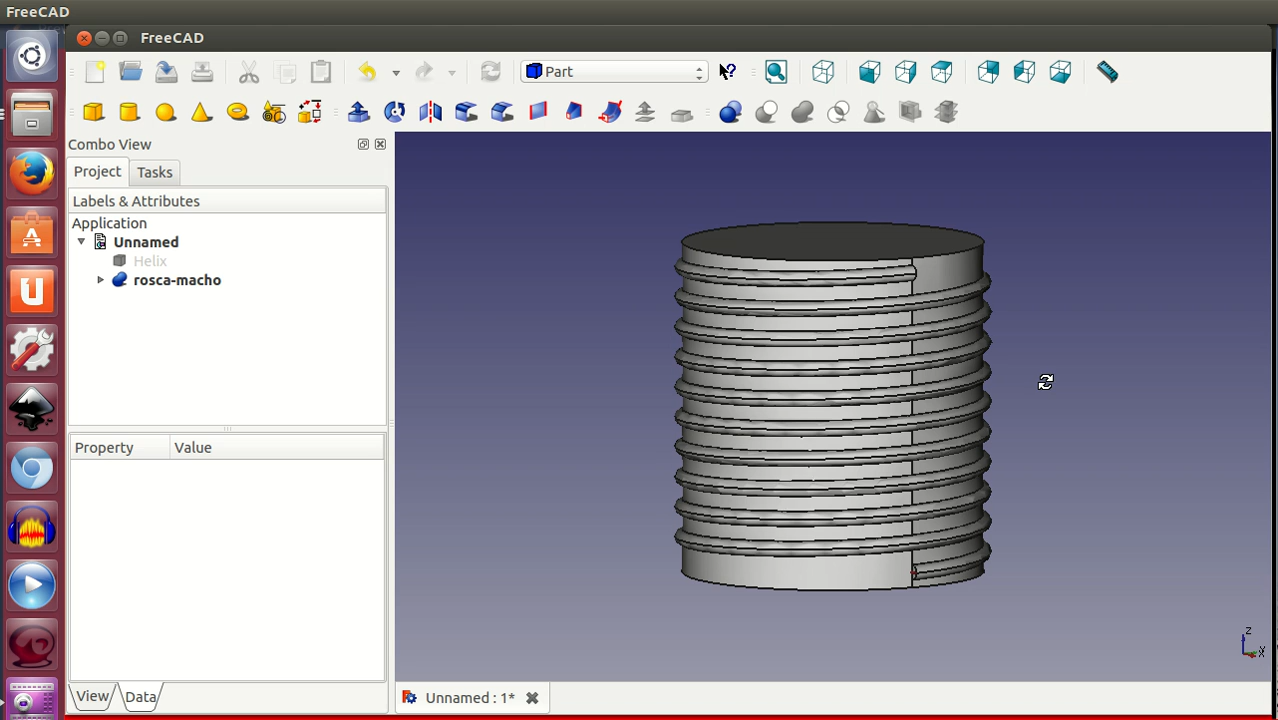 FreeCAD
FreeCAD
Part
Combo View
Project
Tasks
Labels & Attributes
Application
Unnamed
Helix
rosca-macho
Property
Value
View
Data
Unnamed : 1*
Z
X